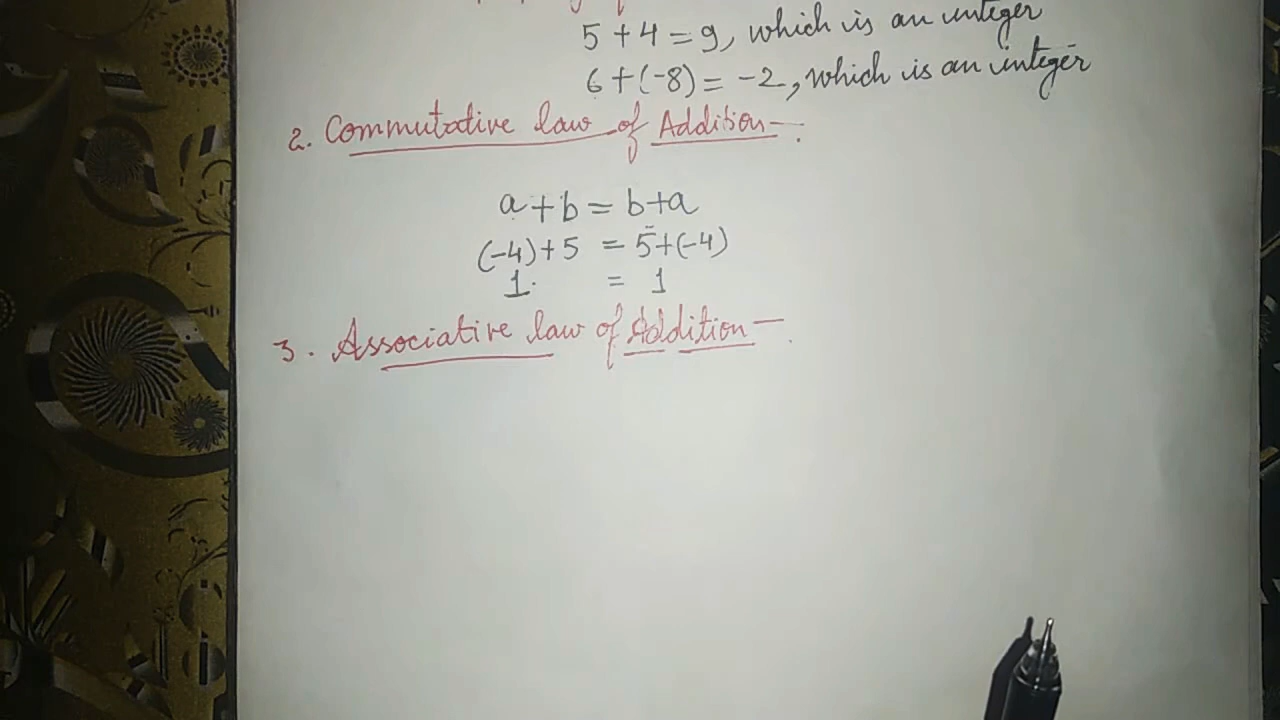 5 + 4 = 9, which is an integer
6 + (-8) = -2, which is an integer
2. Commutative law of Addition -:
a + b = b + a
(-4) + 5 = 5 + (-4)
1 = 1
3. Associative law of Addition -